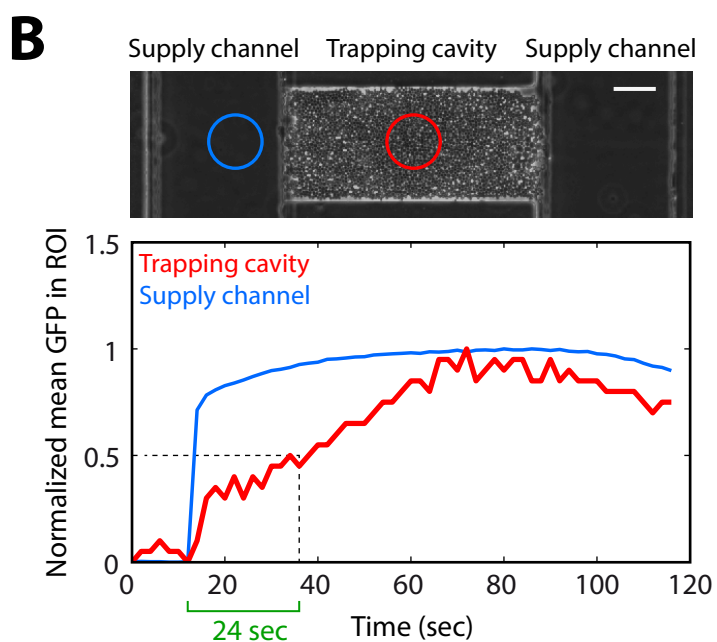 B
Supply channel Trapping cavity Supply channel
Normalized mean GFP in ROI
1.5
1
0.5
0
Trapping cavity
Supply channel
0 20 40 60 80 100 120
24 sec
Time (sec)